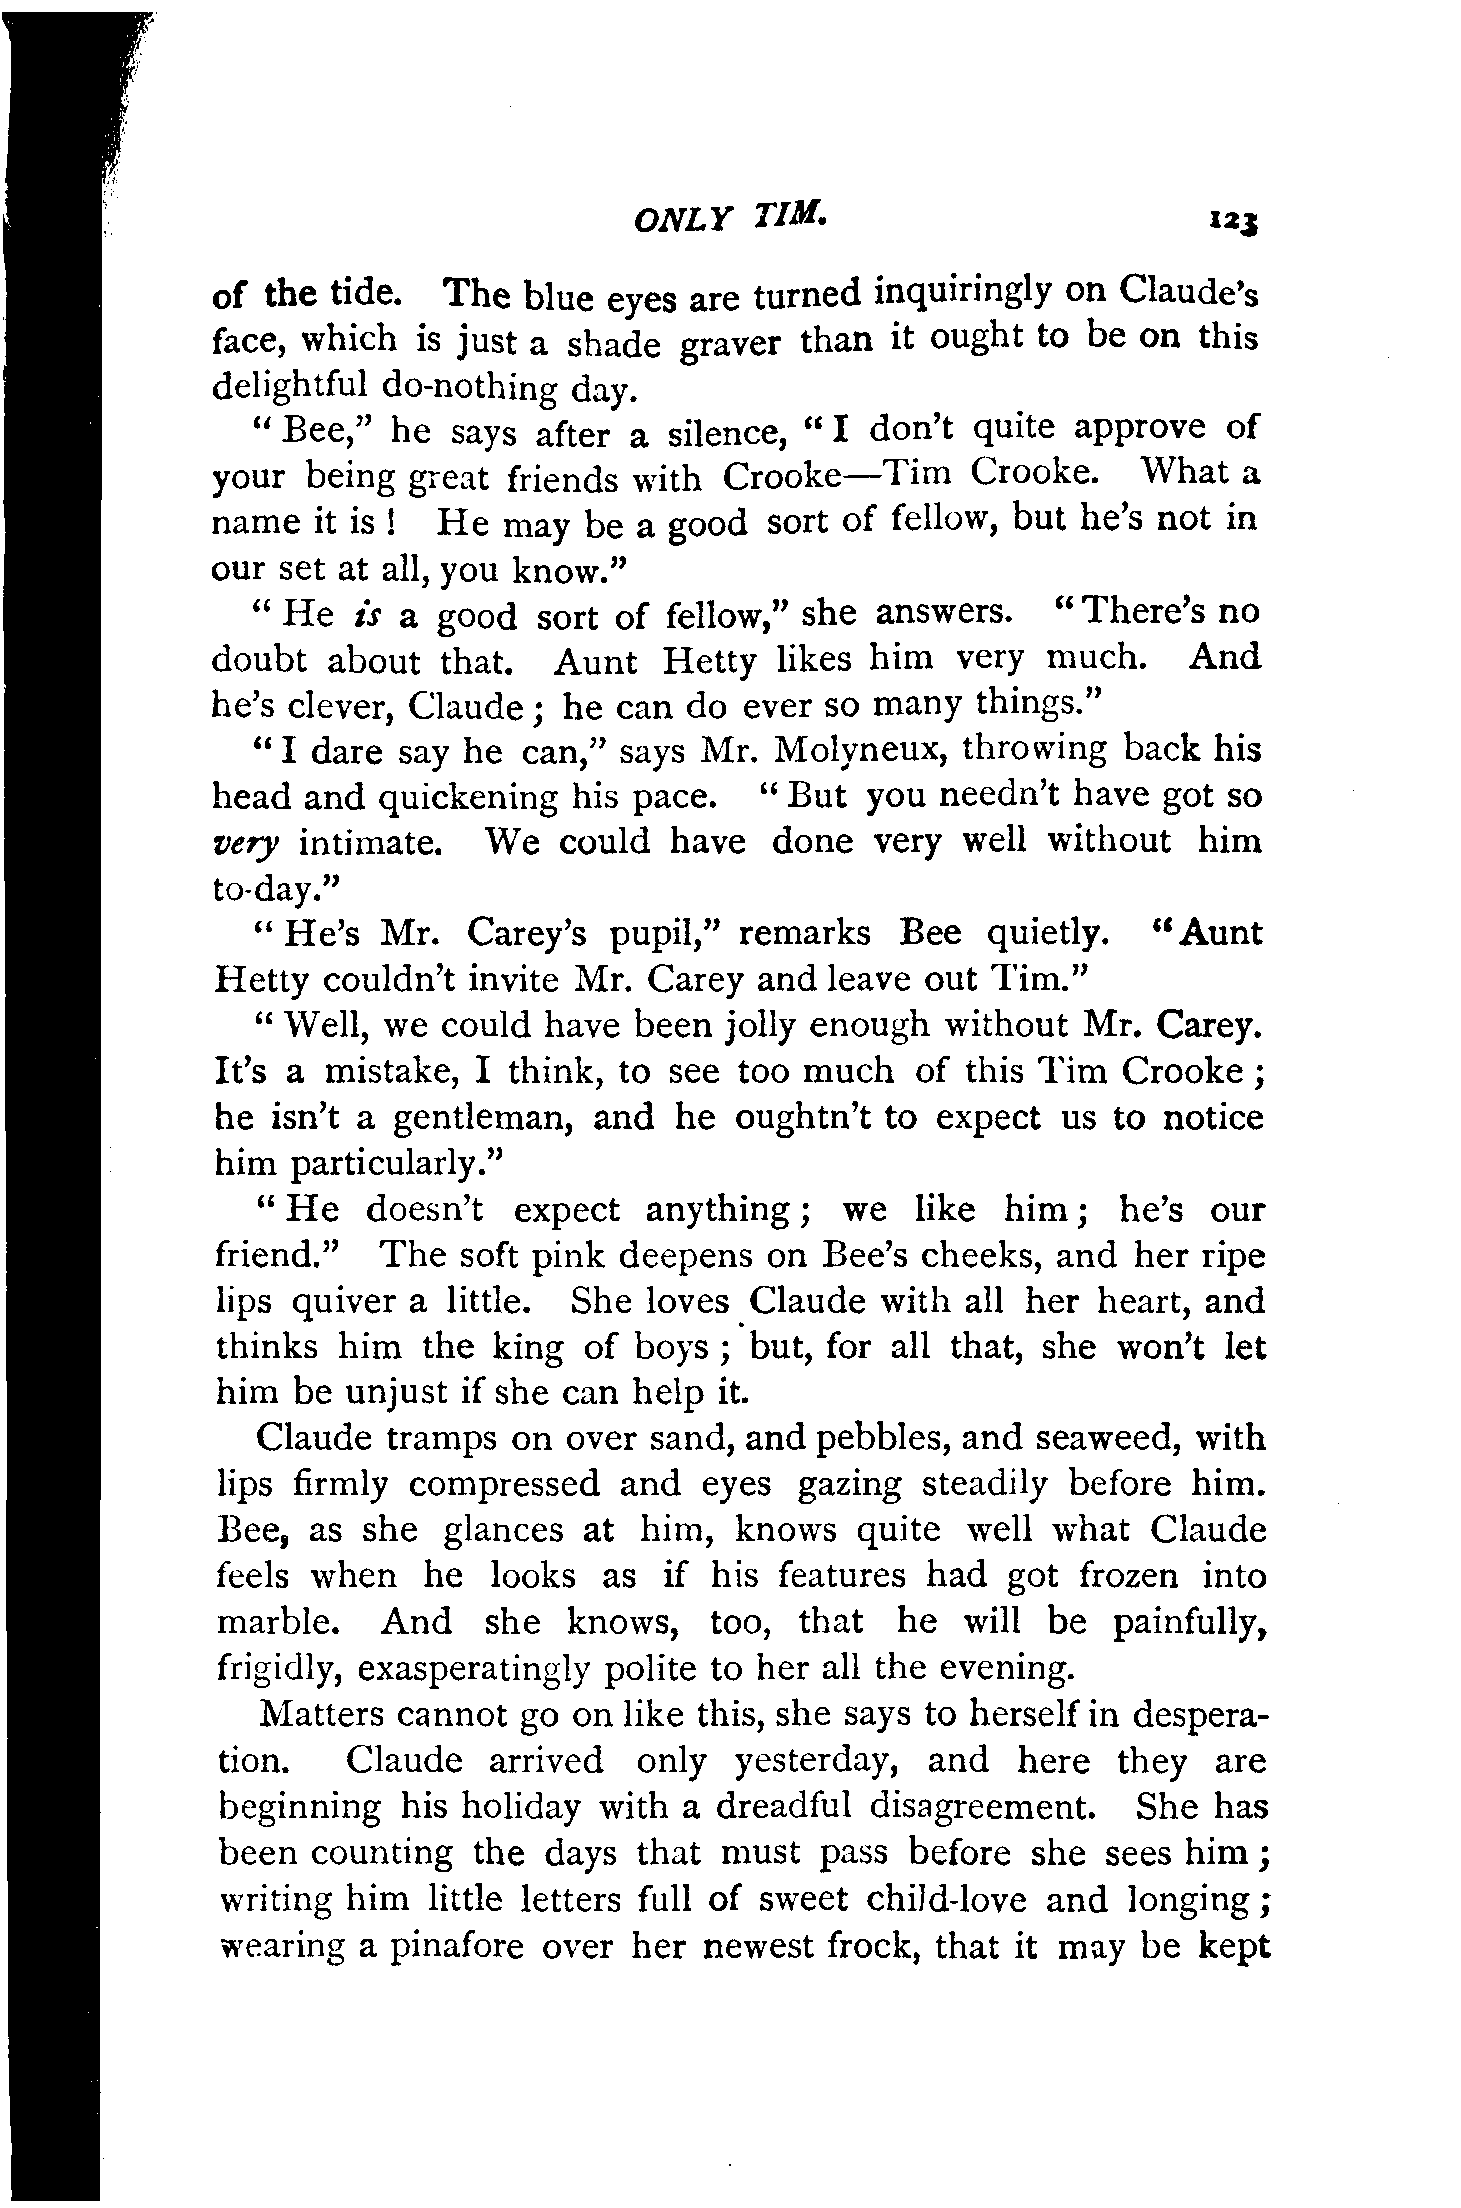 ONLY TIM. 123
of the tide. The blue eyes are turned inquiringly on Claude's
face, which is just a shade graver than it ought to be on this
delightful do-nothing day.
“Bee,” he says after a silence, “I don't quite approve of
your being great friends with Crooke—Tim Crooke. What a
name it is! He may be a good sort of fellow, but he's not in
our set at all, you know.”
“He is a good sort of fellow,” she answers. “There's no
doubt about that. Aunt Hetty likes him very much. And
he's clever, Claude; he can do ever so many things.”
“I dare say he can,” says Mr. Molyneux, throwing back his
head and quickening his pace. “But you needn't have got so
very intimate. We could have done very well without him
to-day.”
“He's Mr. Carey's pupil,” remarks Bee quietly. “Aunt
Hetty couldn't invite Mr. Carey and leave out Tim.”
“Well, we could have been jolly enough without Mr. Carey.
It's a mistake, I think, to see too much of this Tim Crooke;
he isn't a gentleman, and he oughtn't to expect us to notice
him particularly.”
“He doesn't expect anything; we like him; he's our
friend.” The soft pink deepens on Bee's cheeks, and her ripe
lips quiver a little. She loves Claude with all her heart, and
thinks him the king of boys; but, for all that, she won't let
him be unjust if she can help it.
Claude tramps on over sand, and pebbles, and seaweed, with
lips firmly compressed and eyes gazing steadily before him.
Bee, as she glances at him, knows quite well what Claude
feels when he looks as if his features had got frozen into
marble. And she knows, too, that he will be painfully,
frigidly, exasperatingly polite to her all the evening.
Matters cannot go on like this, she says to herself in despera-
tion. Claude arrived only yesterday, and here they are
beginning his holiday with a dreadful disagreement. She has
been counting the days that must pass before she sees him;
writing him little letters full of sweet child-love and longing;
wearing a pinafore over her newest frock, that it may be kept